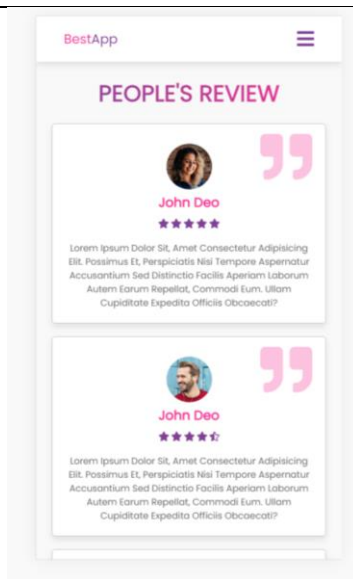 BestApp
PEOPLE'S REVIEW
John Deo
Lorem Ipsum Dolor Sit, Amet Consectetur Adipisicing
Elit. Possimus Et, Perspiciatis Nisi Tempore Aspernatur
Accusantium Sed Distinctio Facilis Aperiam Laborum
Autem Earum Repellat, Commodi Eum. Ullam
Cupiditate Expedita Officiis Obcaecati?
John Deo
Lorem Ipsum Dolor Sit, Amet Consectetur Adipisicing
Elit. Possimus Et, Perspiciatis Nisi Tempore Aspernatur
Accusantium Sed Distinctio Facilis Aperiam Laborum
Autem Earum Repellat, Commodi Eum. Ullam
Cupiditate Expedita Officiis Obcaecati?